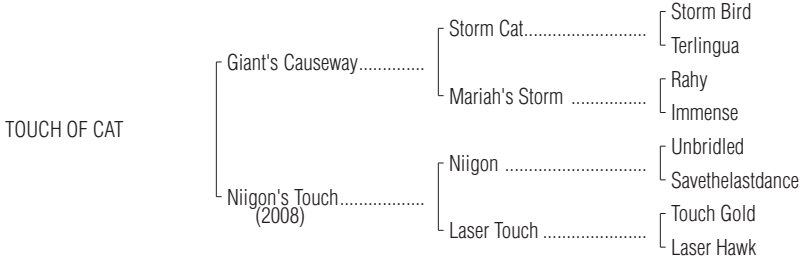 Storm Bird
Storm Cat..........................
Terlingua
Giant's Causeway..............
Rahy
Mariah's Storm ................
Immense
TOUCH OF CAT
Unbridled
Niigon ..............................
Savethelastdance
Niigon's Touch..................
(2008)
Touch Gold
Laser Touch ......................
Laser Hawk